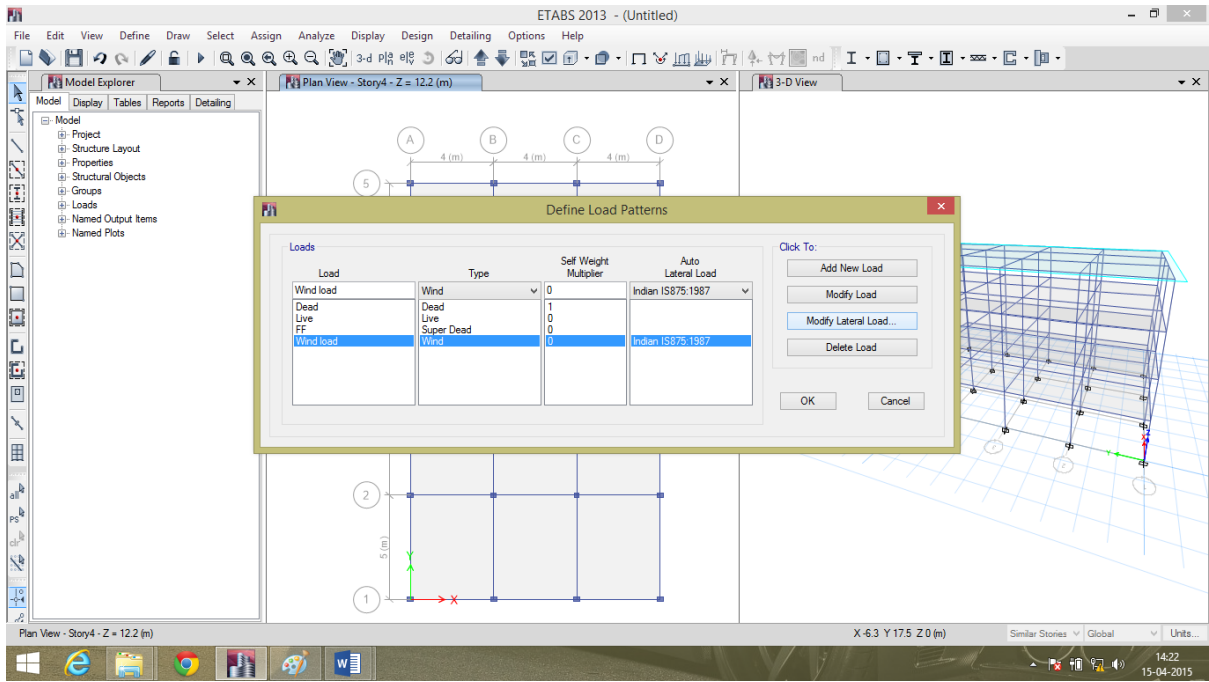 ETABS 2013 - (Untitled)
File Edit View Define Draw Select Assign Analyze Display Design Detailing Options Help
3-d nd
Model Explorer
Model Display Tables Reports Detailing
Model
Project
Structure Layout
Properties
Structural Objects
Groups
Loads
Named Output Items
Named Plots
Plan View - Story4 - Z = 12.2 (m)
A B C D
4 (m) 4 (m) 4 (m)
5
3-D View
Define Load Patterns
Loads
Load Type Self Weight Multiplier Auto Lateral Load
Wind load Wind 0 Indian IS875:1987
Dead Dead 1
Live Live 0
FF Super Dead 0
Wind load Wind 0 Indian IS875:1987
Click To:
Add New Load
Modify Load
Modify Lateral Load...
Delete Load
OK Cancel
2
5 (m)
Y
1
X
all
PS
clr
Plan View - Story4 - Z = 12.2 (m) X -6.3 Y 17.5 Z 0 (m) Similar Stories Global Units...
14:22
15-04-2015